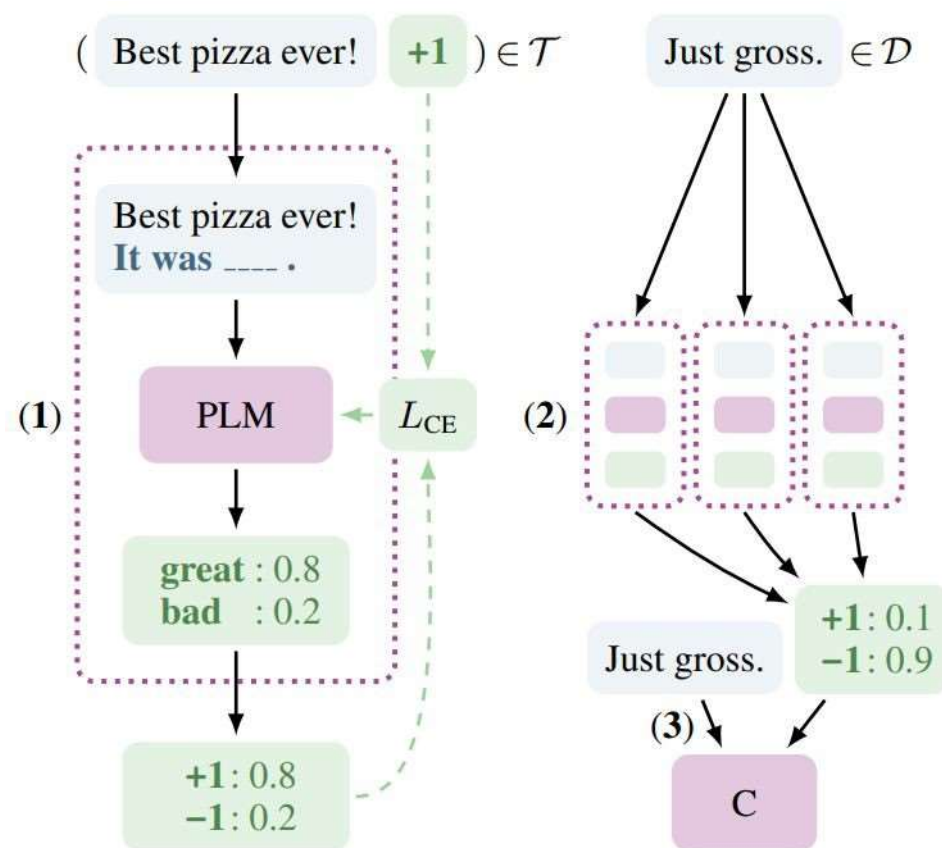 ( Best pizza ever! +1 ) ∈ 𝒯
Best pizza ever!
It was ____ .
(1)
PLM
L_CE
great : 0.8
bad : 0.2
+1: 0.8
−1: 0.2
Just gross. ∈ 𝒟
(2)
+1: 0.1
−1: 0.9
Just gross.
(3)
C